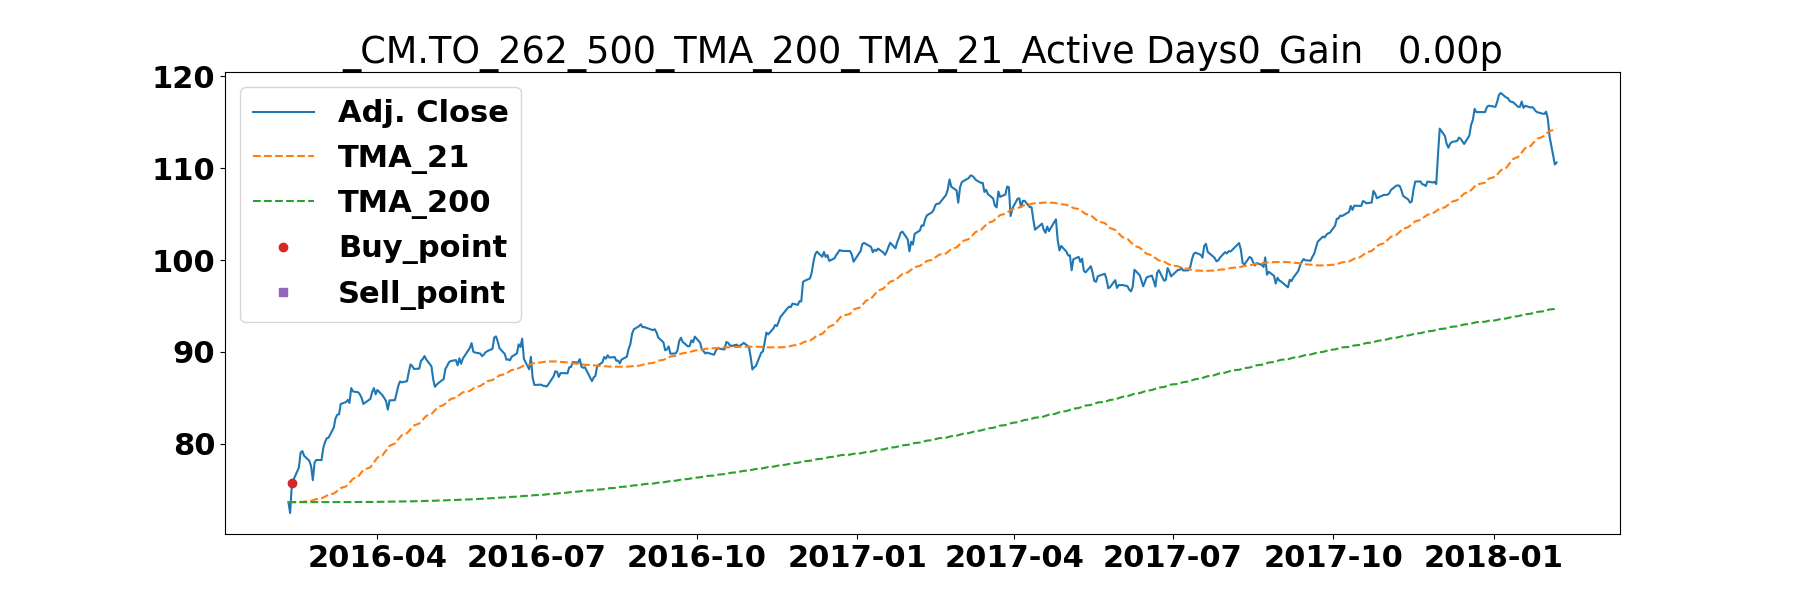 _CM.TO_262_500_TMA_200_TMA_21_Active Days0_Gain   0.00p
120
110
100
90
80
Adj. Close
TMA_21
TMA_200
Buy_point
Sell_point
2016-04 2016-07 2016-10 2017-01 2017-04 2017-07 2017-10 2018-01